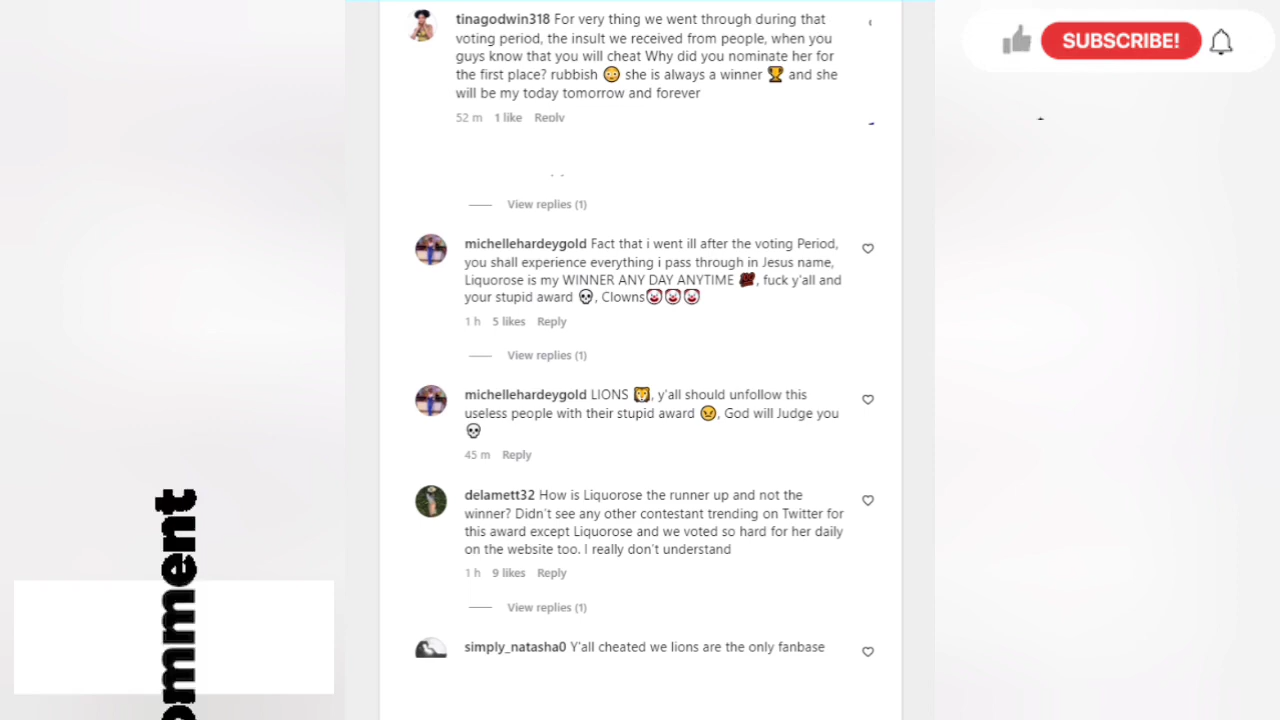 tinagodwin318 For very thing we went through during that
voting period, the insult we received from people, when you
guys know that you will cheat Why did you nominate her for
the first place? rubbish 😳 she is always a winner 🏆 and she
will be my today tomorrow and forever
52 m 1 like Reply
View replies (1)
michellehardeygold Fact that i went ill after the voting Period,
you shall experience everything i pass through in Jesus name,
Liquorose is my WINNER ANY DAY ANYTIME 💯, fuck y'all and
your stupid award 💀, Clowns🤡🤡🤡
1 h 5 likes Reply
View replies (1)
michellehardeygold LIONS 🦁, y'all should unfollow this
useless people with their stupid award 😠, God will Judge you
💀
45 m Reply
delamett32 How is Liquorose the runner up and not the
winner? Didn't see any other contestant trending on Twitter for
this award except Liquorose and we voted so hard for her daily
on the website too. I really don't understand
1 h 9 likes Reply
View replies (1)
simply_natasha0 Y'all cheated we lions are the only fanbase
SUBSCRIBE!
omment